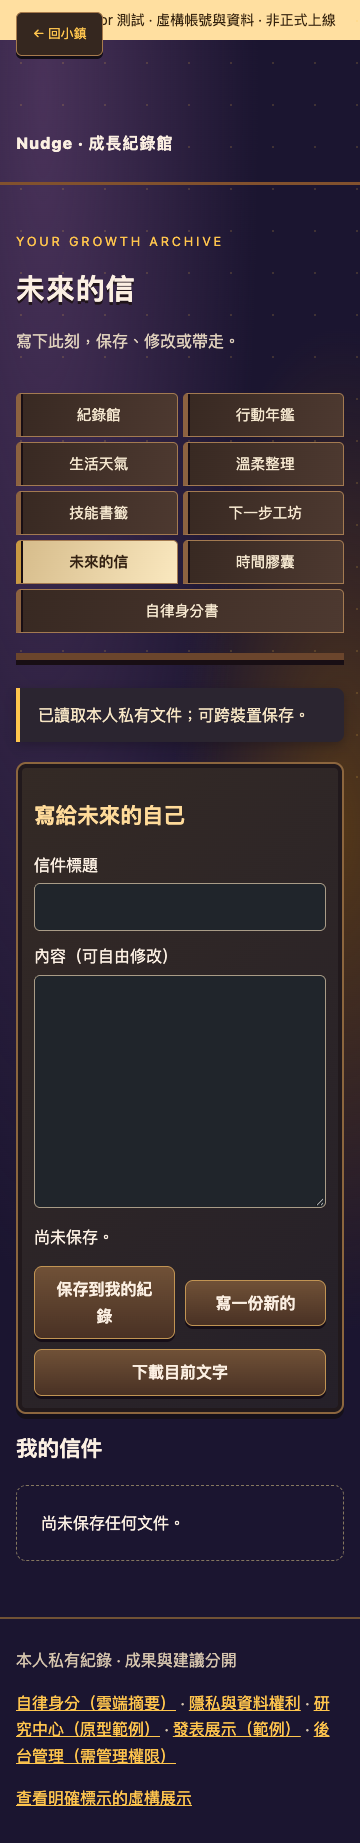 ← 回小鎮
or 測試 · 虛構帳號與資料 · 非正式上線
Nudge · 成長紀錄館
YOUR GROWTH ARCHIVE
未來的信
寫下此刻，保存、修改或帶走。
紀錄館
行動年鑑
生活天氣
溫柔整理
技能書籤
下一步工坊
未來的信
時間膠囊
自律身分書
已讀取本人私有文件；可跨裝置保存。
寫給未來的自己
信件標題
內容（可自由修改）
尚未保存。
保存到我的紀
錄
寫一份新的
下載目前文字
我的信件
尚未保存任何文件。
本人私有紀錄 · 成果與建議分開
自律身分（雲端摘要） · 隱私與資料權利 · 研
究中心（原型範例） · 發表展示（範例） · 後
台管理（需管理權限）
查看明確標示的虛構展示